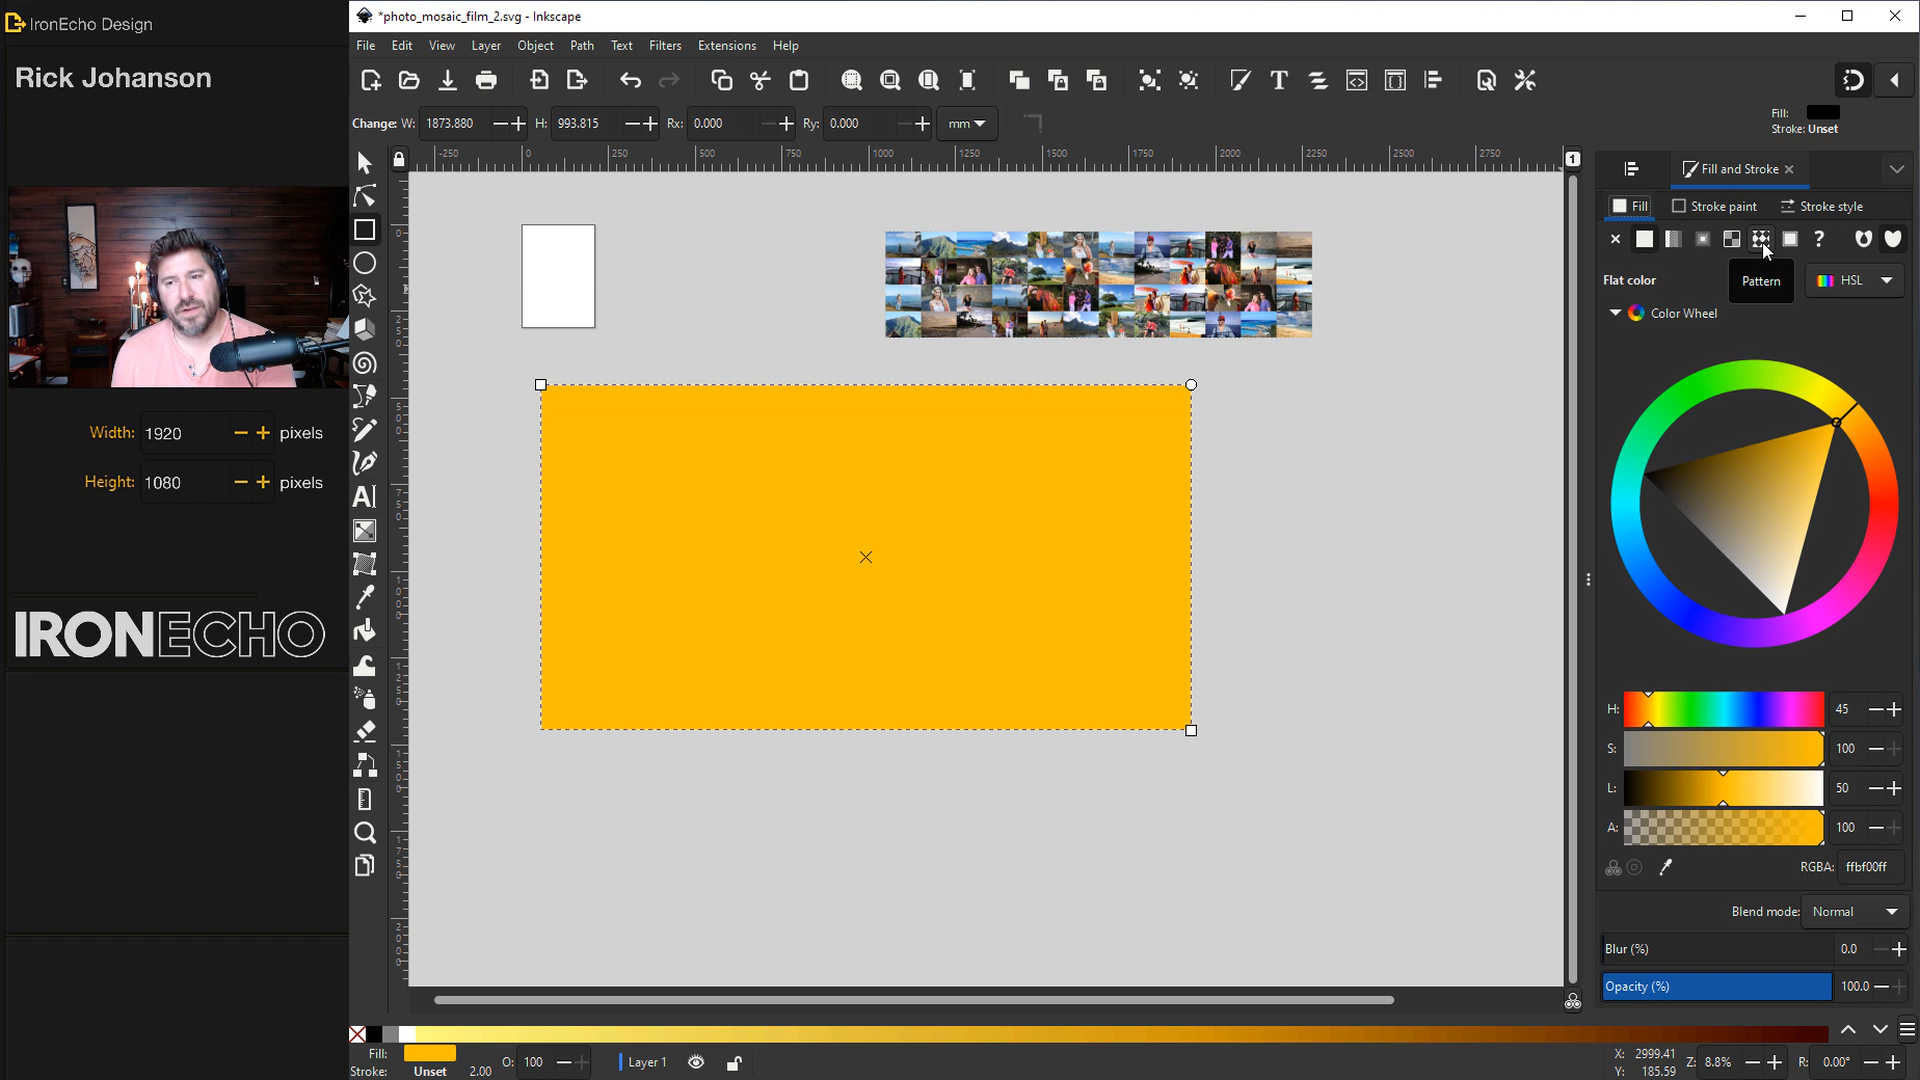 IronEcho Design
Rick Johanson
Width: 1920 pixels
Height: 1080 pixels
IRONECHO
*photo_mosaic_film_2.svg - Inkscape
File Edit View Layer Object Path Text Filters Extensions Help
Change: W: 1873.880 H: 993.815 Rx: 0.000 Ry: 0.000 mm
Fill:
Stroke: Unset
-250 0 250 500 750 1000 1250 1500 1750 2000 2250 2500 2750
1
Fill and Stroke
Fill Stroke paint Stroke style
Flat color
Pattern
HSL
Color Wheel
H: 45
S: 100
L: 50
A: 100
RGBA: ffbf00ff
Blend mode: Normal
Blur (%) 0.0
Opacity (%) 100.0
Fill:
Stroke: Unset 2.00
O: 100
Layer 1
X: 2999.41
Y: 185.59
Z: 8.8%
R: 0.00°